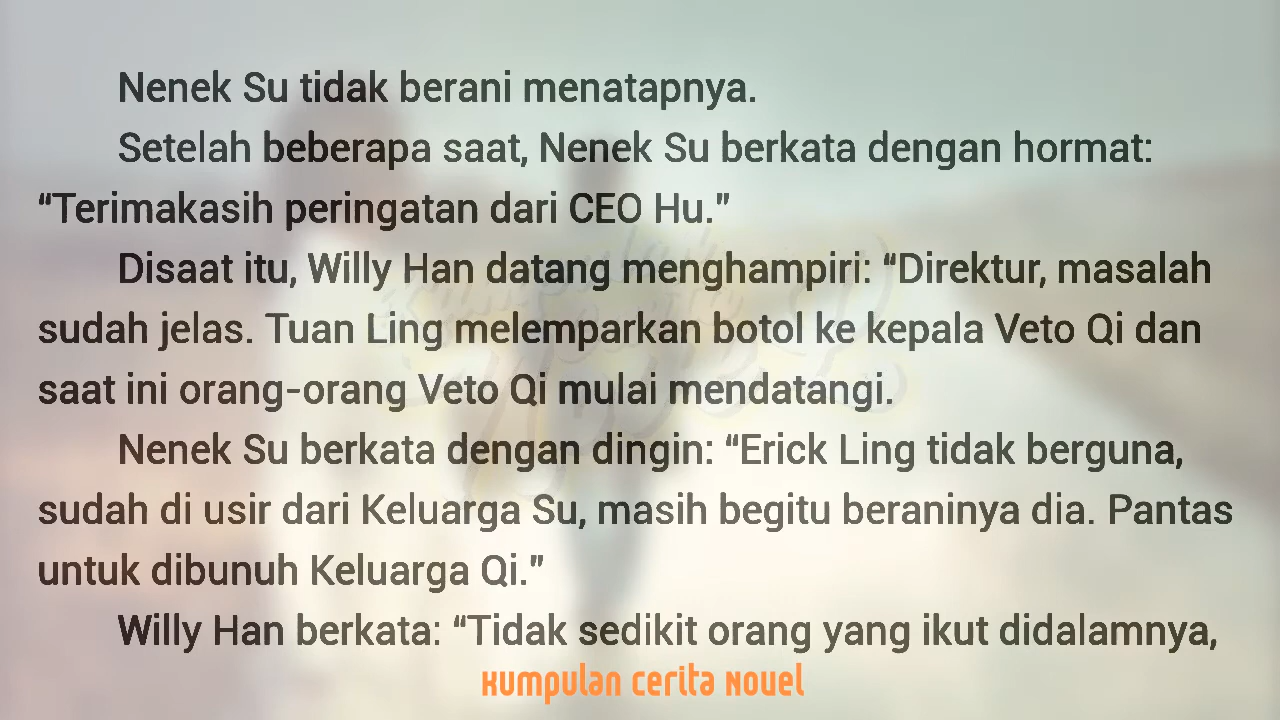 Nenek Su tidak berani menatapnya.
Setelah beberapa saat, Nenek Su berkata dengan hormat:
“Terimakasih peringatan dari CEO Hu.”
Disaat itu, Willy Han datang menghampiri: “Direktur, masalah
sudah jelas. Tuan Ling melemparkan botol ke kepala Veto Qi dan
saat ini orang-orang Veto Qi mulai mendatangi.
Nenek Su berkata dengan dingin: “Erick Ling tidak berguna,
sudah di usir dari Keluarga Su, masih begitu beraninya dia. Pantas
untuk dibunuh Keluarga Qi.”
Willy Han berkata: “Tidak sedikit orang yang ikut didalamnya,
Kumpulan Cerita Novel